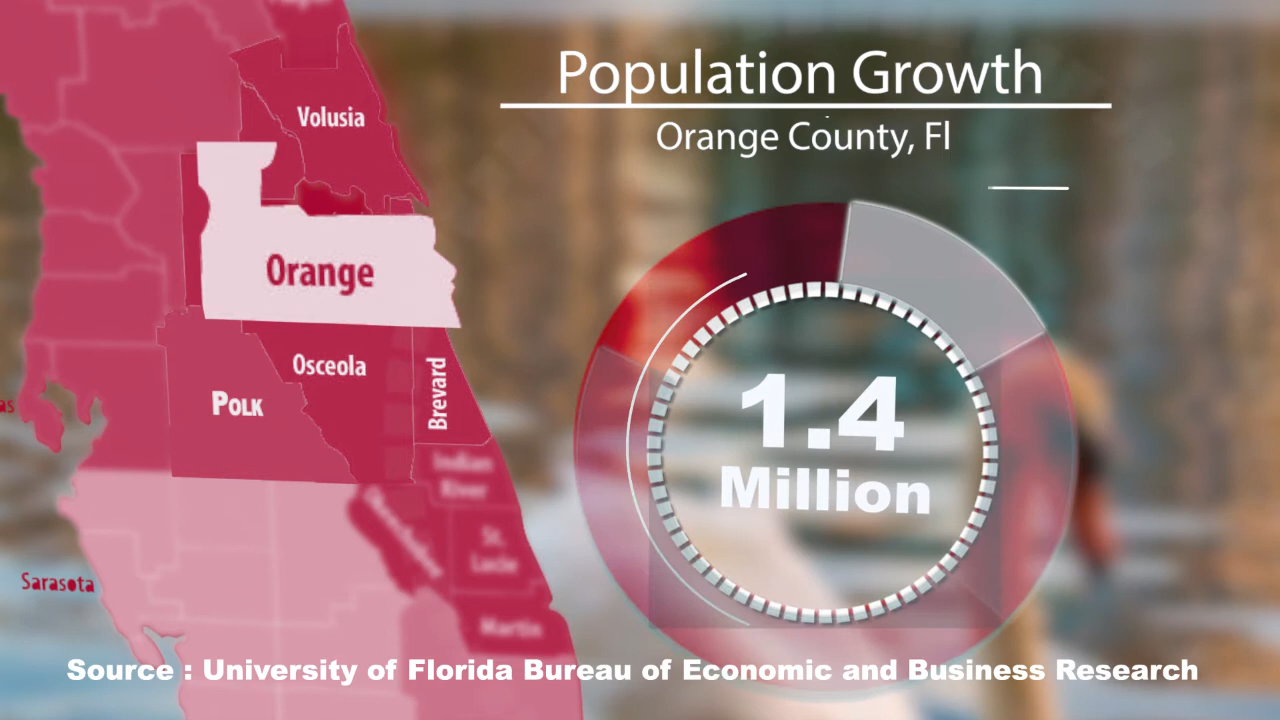 Population Growth
Orange County, Fl
Volusia
Orange
Osceola
Polk
Brevard
Indian
River
St.
Lucie
Martin
Sarasota
as
1.4
Million
Source : University of Florida Bureau of Economic and Business Research